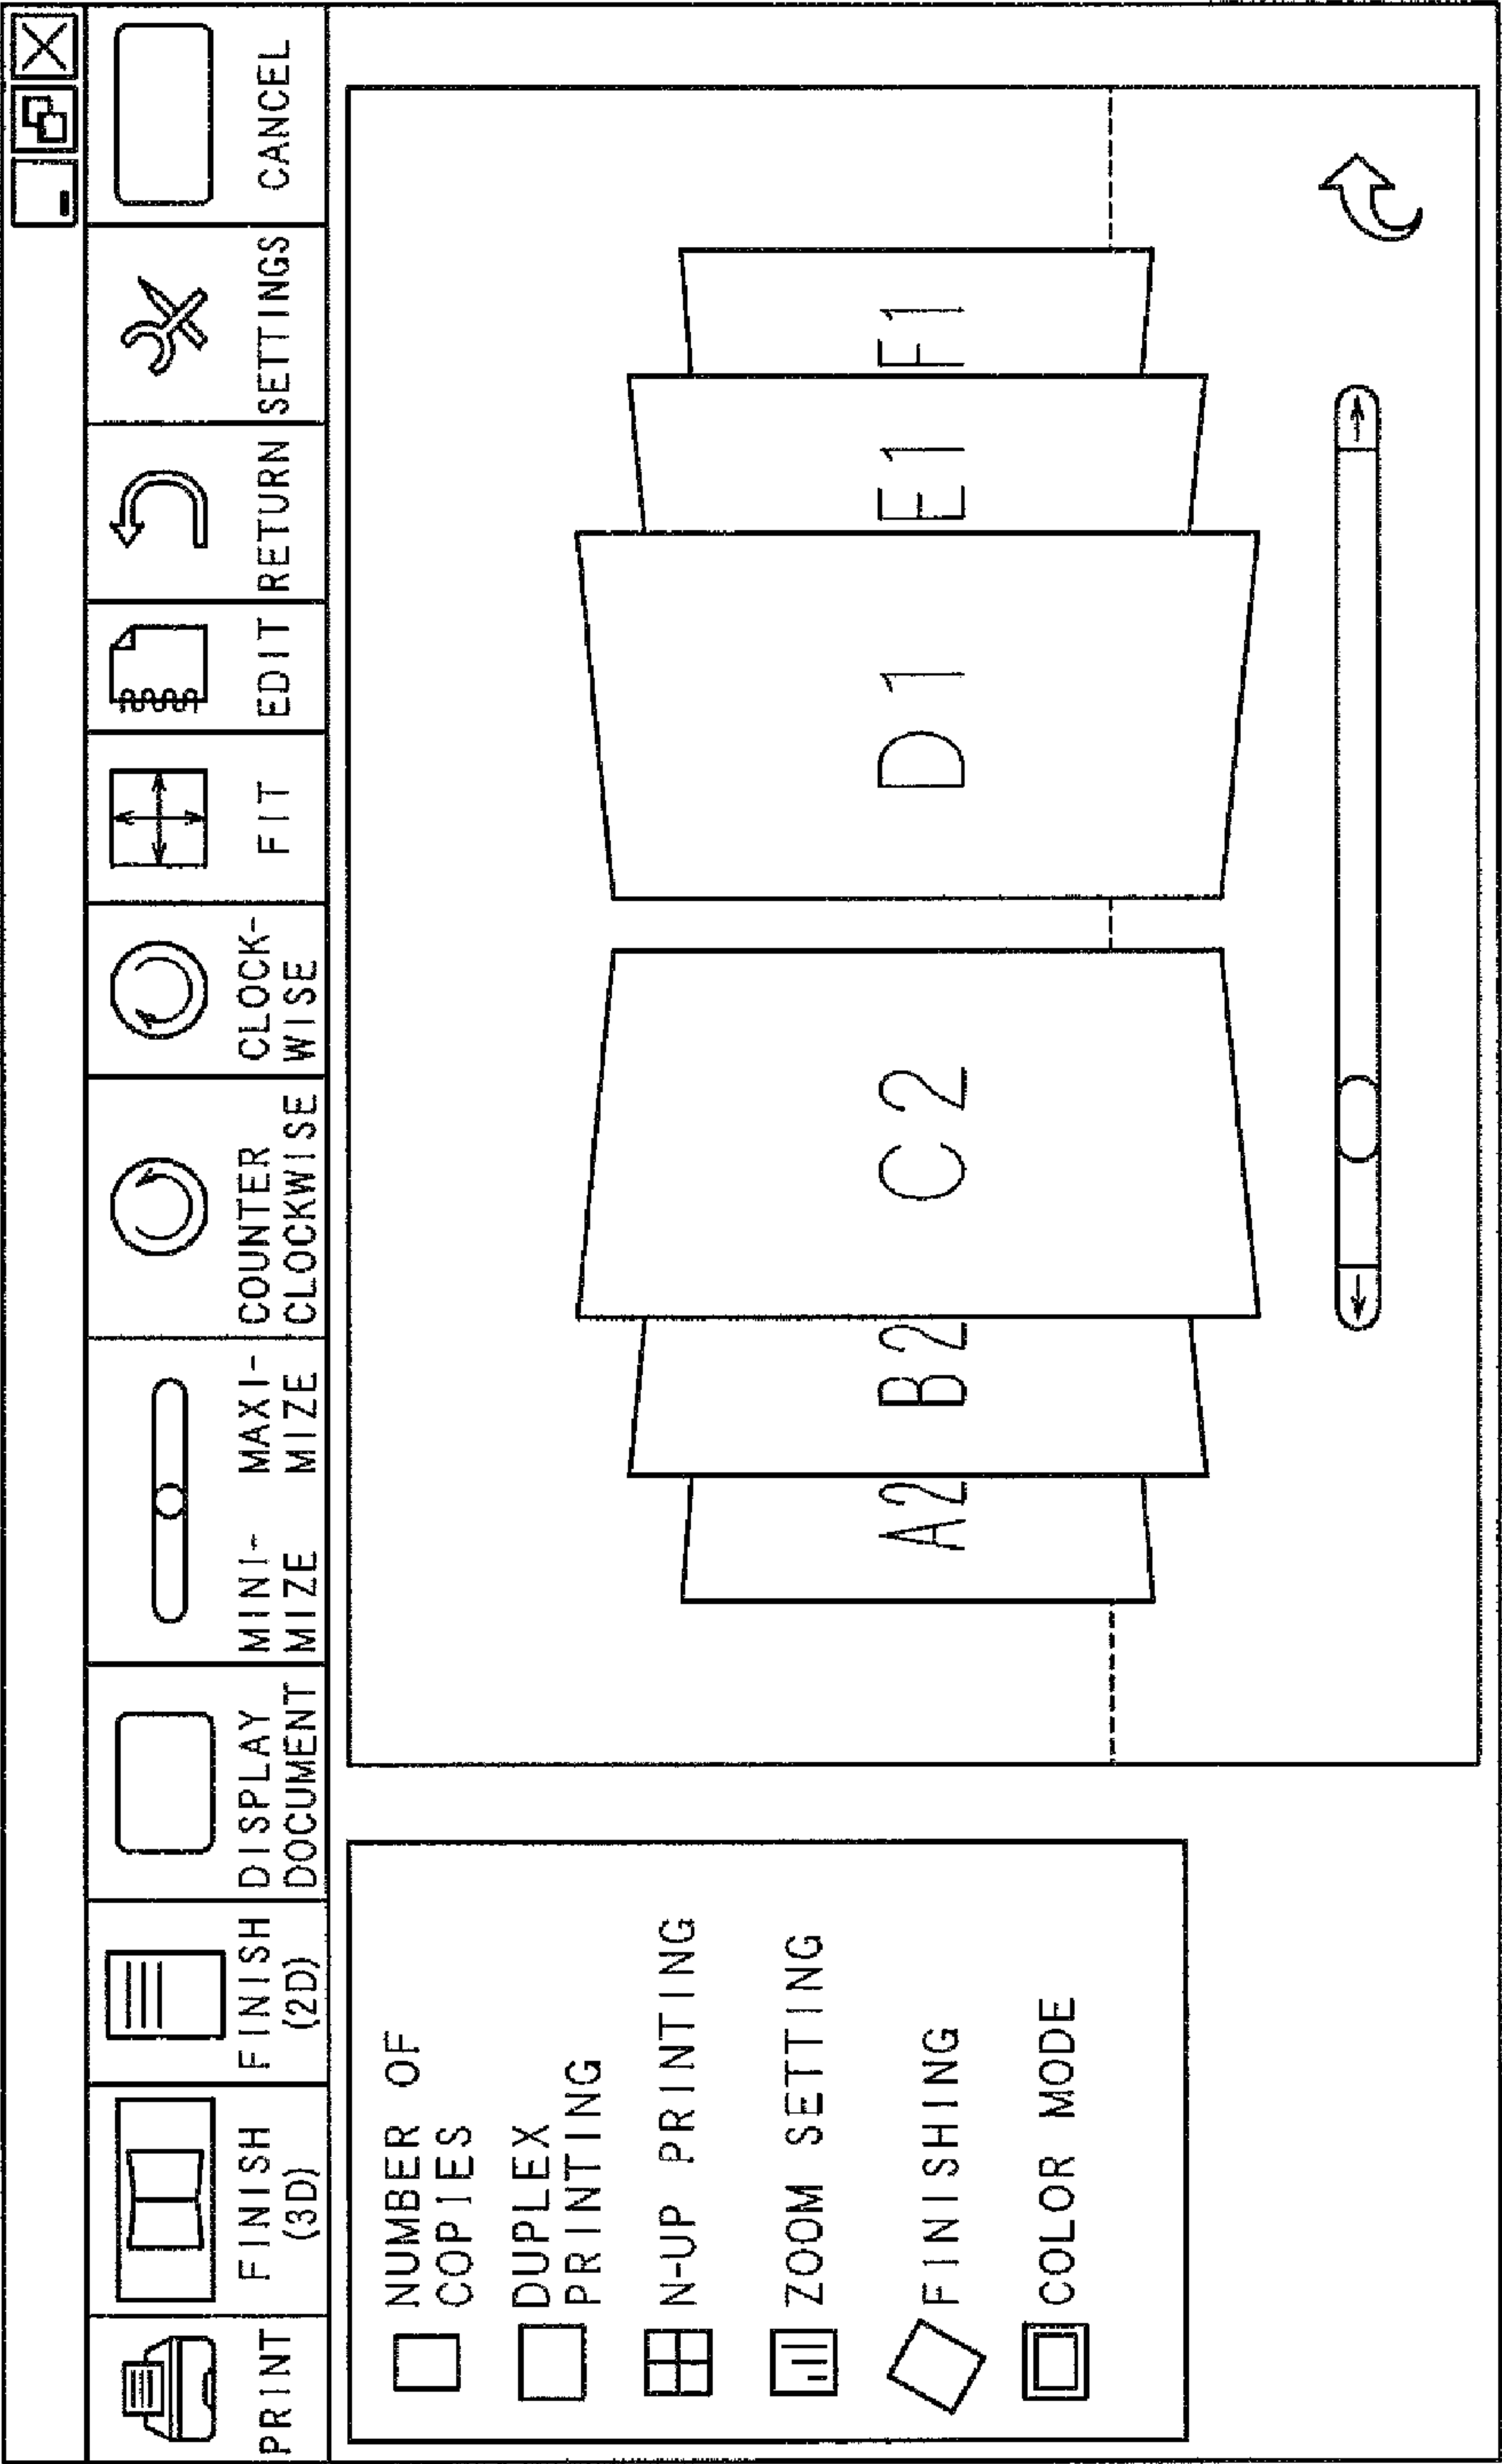 PRINT
FINISH
(3D)
FINISH
(2D)
DISPLAY
DOCUMENT
MINI-
MIZE
MAXI-
MIZE
COUNTER
CLOCKWISE
CLOCK-
WISE
FIT
EDIT
RETURN
SETTINGS
CANCEL
NUMBER OF
COPIES
DUPLEX
PRINTING
N-UP PRINTING
ZOOM SETTING
FINISHING
COLOR MODE
A2 B2 C2 D1 E1 F1